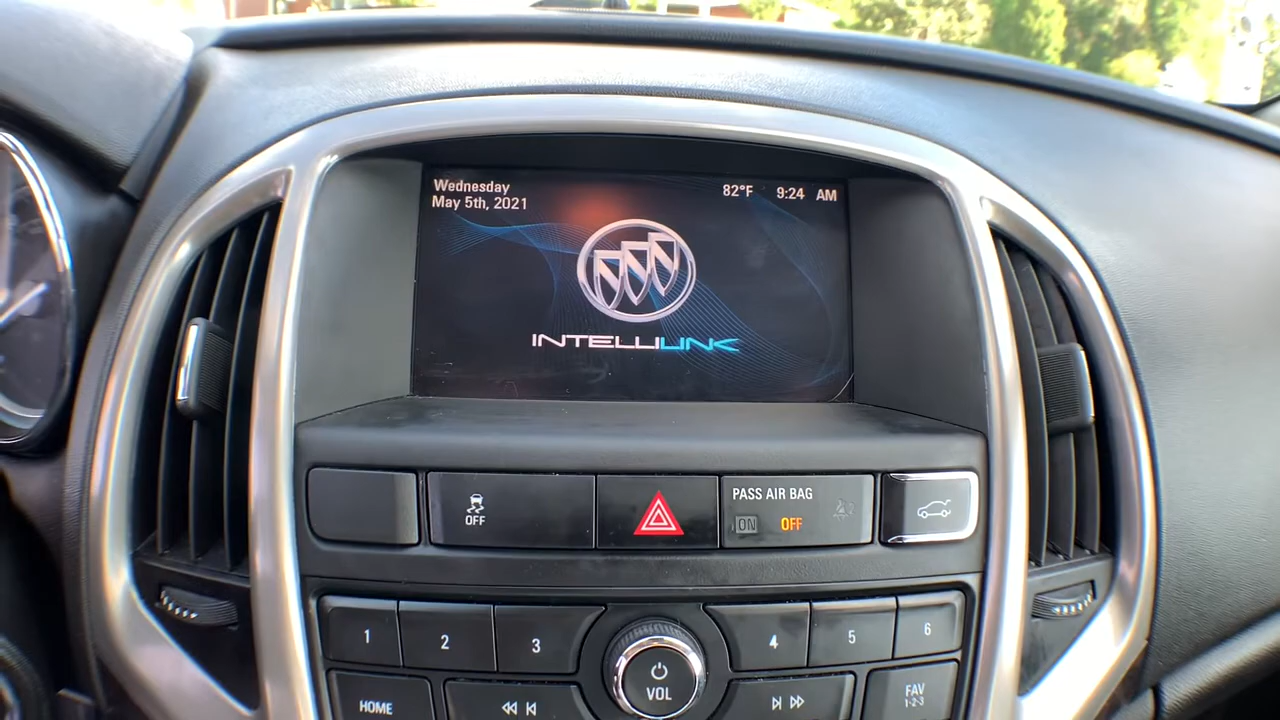 Wednesday
May 5th, 2021
82°F 9:24 AM
INTELLILINK
OFF
PASS AIR BAG
ON OFF
1 2 3 4 5 6
VOL
HOME
FAV
1-2-3